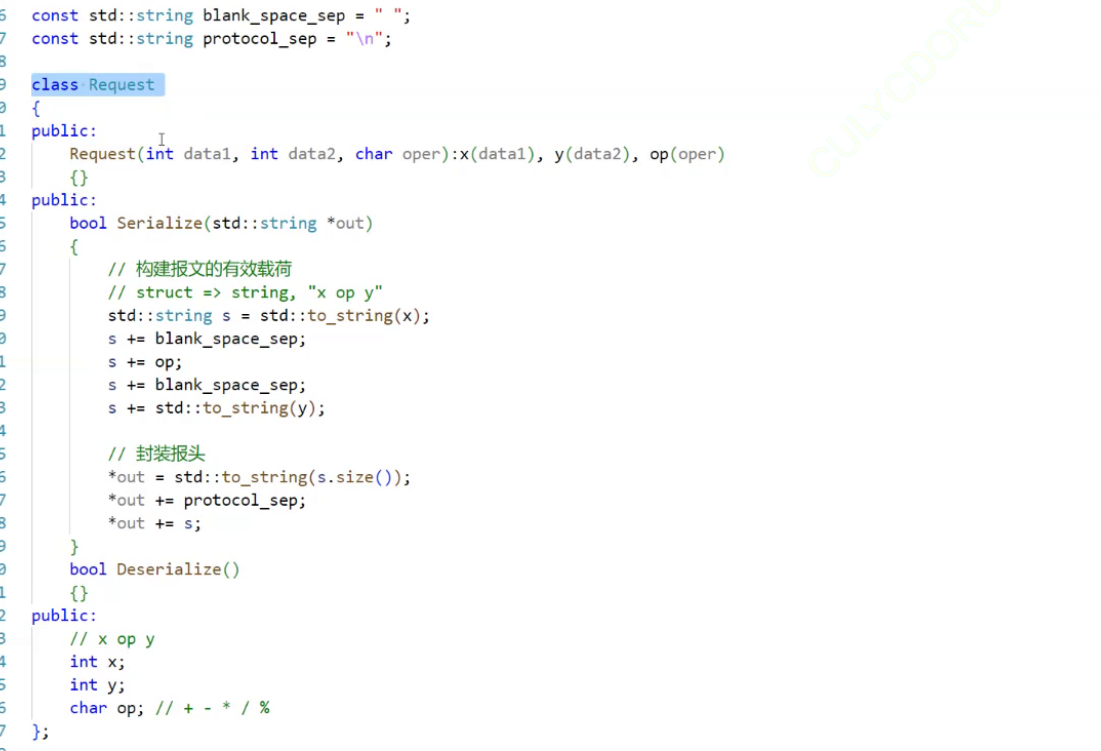 6 const std::string blank_space_sep = " ";
7 const std::string protocol_sep = "\n";
8
9 class Request
0 {
1 public:
2 Request(int data1, int data2, char oper):x(data1), y(data2), op(oper)
3 {}
4 public:
5 bool Serialize(std::string *out)
6 {
7 // 构建报文的有效载荷
8 // struct => string, "x op y"
9 std::string s = std::to_string(x);
0 s += blank_space_sep;
1 s += op;
2 s += blank_space_sep;
3 s += std::to_string(y);
4
5 // 封装报头
6 *out = std::to_string(s.size());
7 *out += protocol_sep;
8 *out += s;
9 }
0 bool Deserialize()
1 {}
2 public:
3 // x op y
4 int x;
5 int y;
6 char op; // + - * / %
7 };